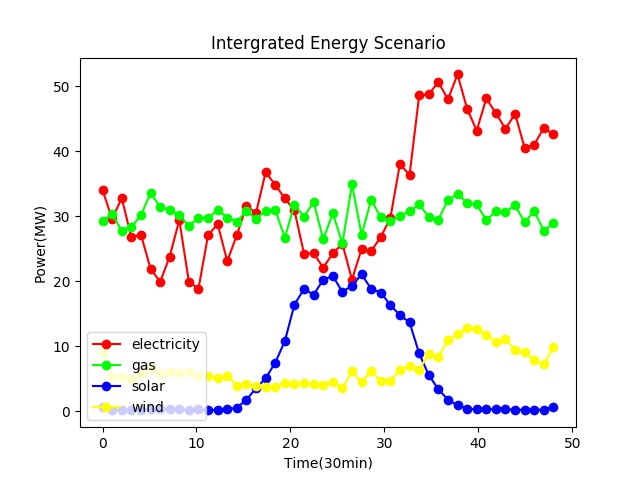 Intergrated Energy Scenario
Power(MW)
50
40
30
20
10
0
electricity
gas
solar
wind
0 10 20 30 40 50
Time(30min)